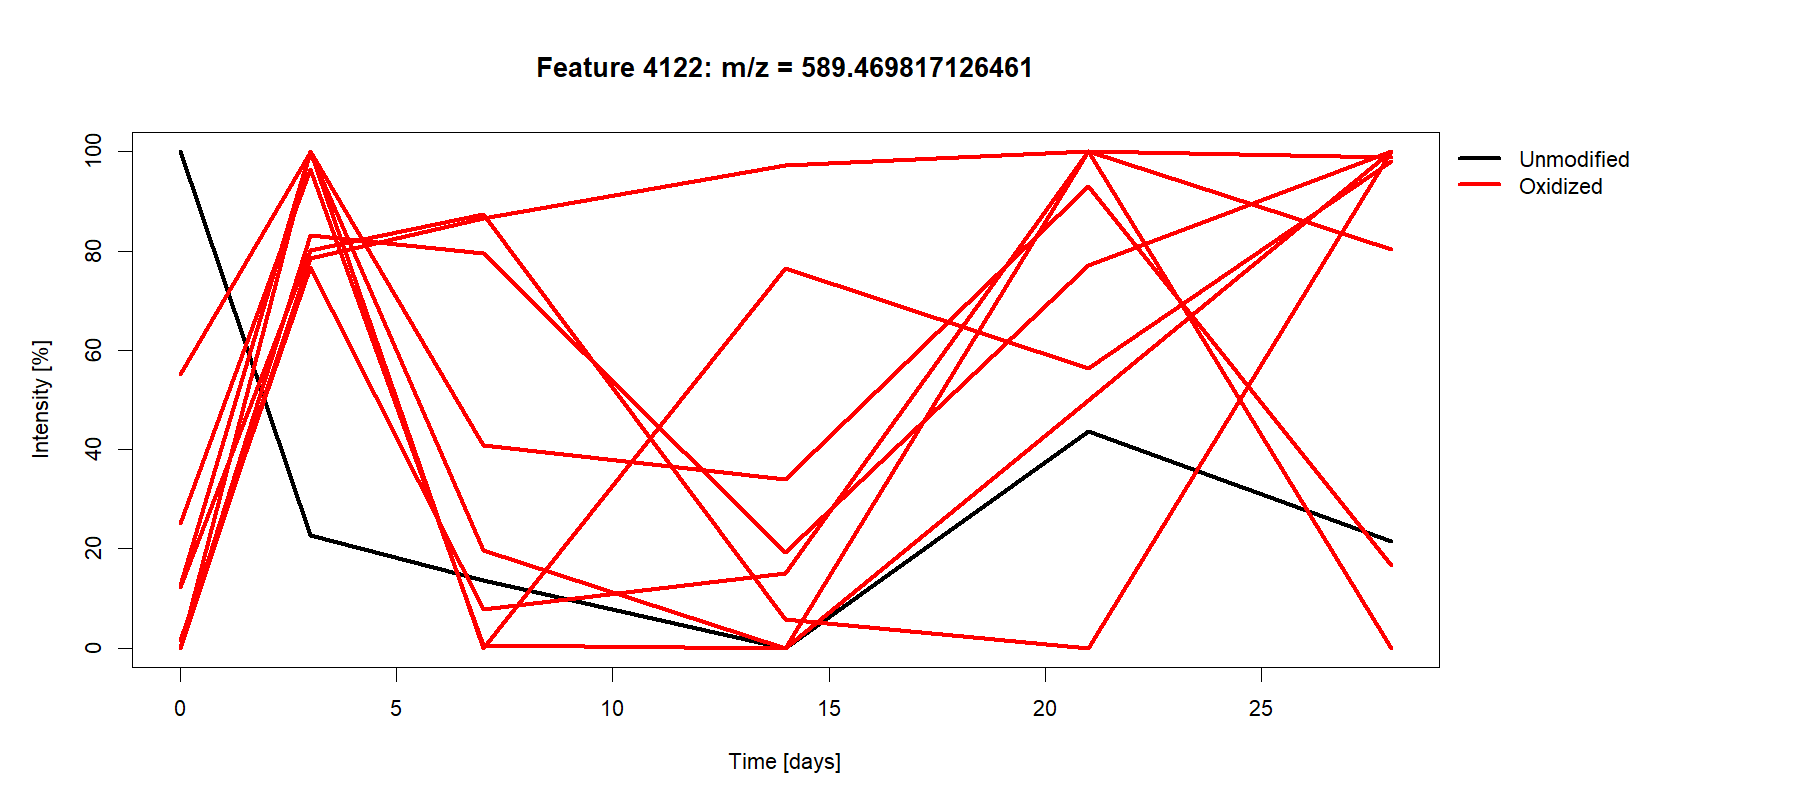 Feature 4122: m/z = 589.469817126461
Unmodified
Oxidized
Intensity [%]
100
80
60
40
20
0
0 5 10 15 20 25
Time [days]